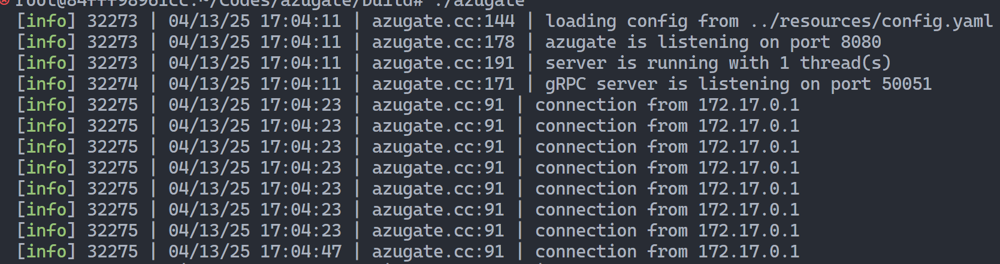 root@84fff98961cc:~/Codes/azugate/build# ./azugate
[info] 32273 | 04/13/25 17:04:11 | azugate.cc:144 | loading config from ../resources/config.yaml
[info] 32273 | 04/13/25 17:04:11 | azugate.cc:178 | azugate is listening on port 8080
[info] 32273 | 04/13/25 17:04:11 | azugate.cc:191 | server is running with 1 thread(s)
[info] 32274 | 04/13/25 17:04:11 | azugate.cc:171 | gRPC server is listening on port 50051
[info] 32275 | 04/13/25 17:04:23 | azugate.cc:91 | connection from 172.17.0.1
[info] 32275 | 04/13/25 17:04:23 | azugate.cc:91 | connection from 172.17.0.1
[info] 32275 | 04/13/25 17:04:23 | azugate.cc:91 | connection from 172.17.0.1
[info] 32275 | 04/13/25 17:04:23 | azugate.cc:91 | connection from 172.17.0.1
[info] 32275 | 04/13/25 17:04:23 | azugate.cc:91 | connection from 172.17.0.1
[info] 32275 | 04/13/25 17:04:23 | azugate.cc:91 | connection from 172.17.0.1
[info] 32275 | 04/13/25 17:04:23 | azugate.cc:91 | connection from 172.17.0.1
[info] 32275 | 04/13/25 17:04:47 | azugate.cc:91 | connection from 172.17.0.1